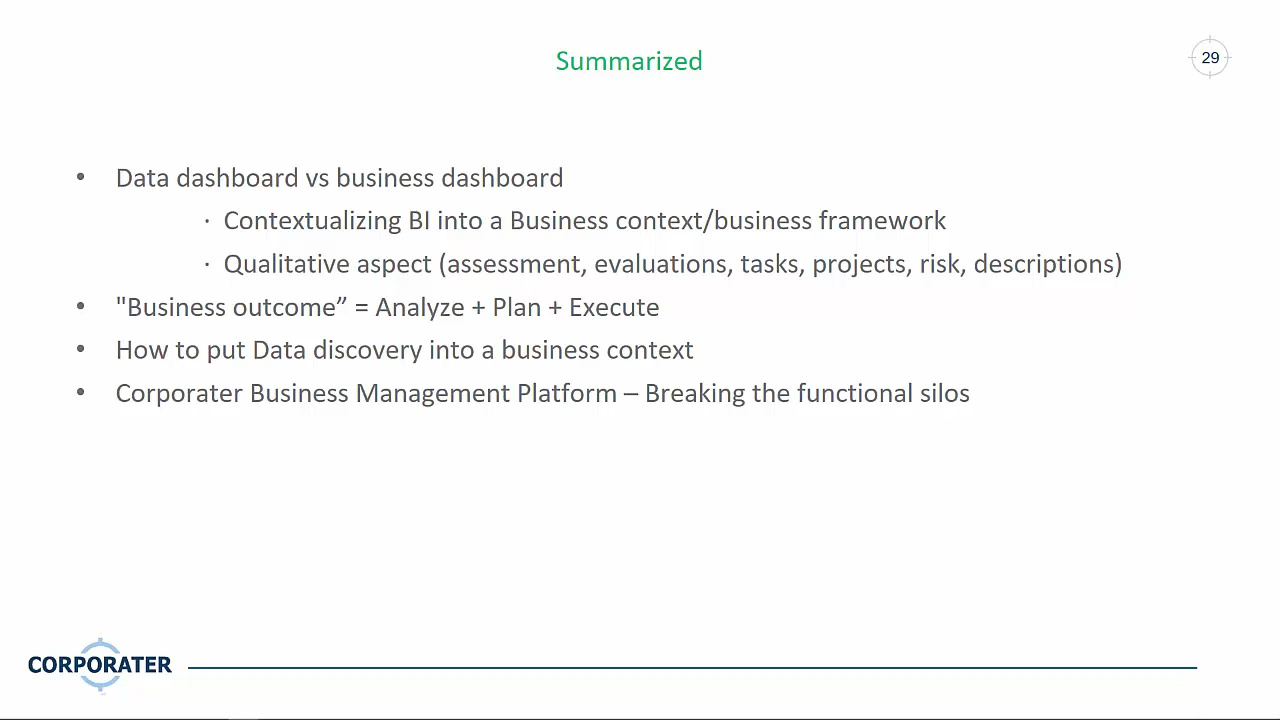 Summarized
29
• Data dashboard vs business dashboard
· Contextualizing BI into a Business context/business framework
· Qualitative aspect (assessment, evaluations, tasks, projects, risk, descriptions)
• "Business outcome” = Analyze + Plan + Execute
• How to put Data discovery into a business context
• Corporater Business Management Platform – Breaking the functional silos
CORPORATER